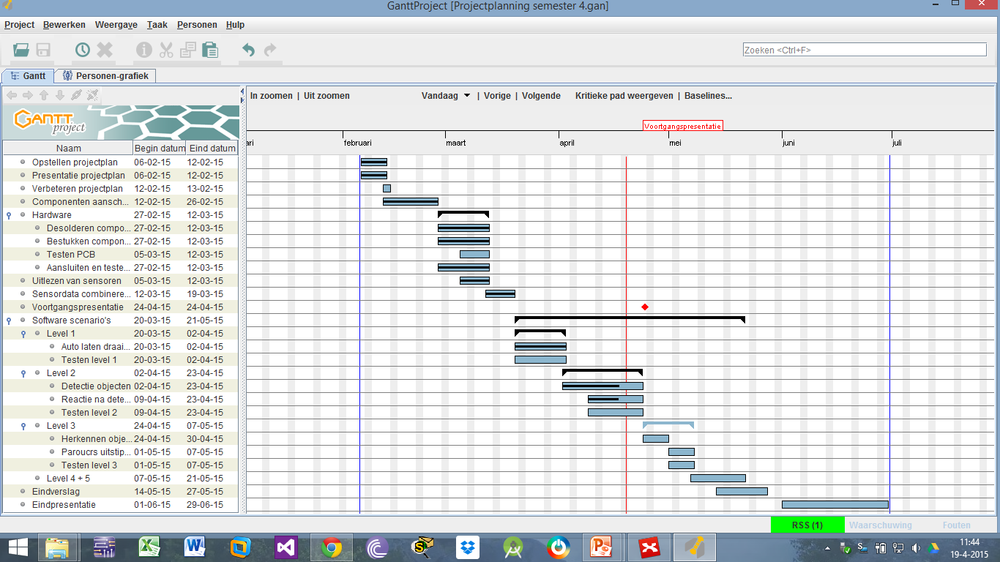 GanttProject [Projectplanning semester 4.gan]
Project Bewerken Weergave Taak Personen Hulp
Zoeken <Ctrl+F>
Gantt Personen-grafiek
In zoomen | Uit zoomen Vandaag | Vorige | Volgende Kritieke pad weergeven | Baselines...
GANTT project
Voortgangspresentatie
ari februari maart april mei juni juli
Naam Begin datum Eind datum
Opstellen projectplan 06-02-15 12-02-15
Presentatie projectplan 06-02-15 12-02-15
Verbeteren projectplan 12-02-15 13-02-15
Componenten aansch... 12-02-15 26-02-15
Hardware 27-02-15 12-03-15
Desolderen compo... 27-02-15 12-03-15
Bestukken compon... 27-02-15 12-03-15
Testen PCB 05-03-15 12-03-15
Aansluiten en teste... 27-02-15 12-03-15
Uitlezen van sensoren 05-03-15 12-03-15
Sensordata combinere... 12-03-15 19-03-15
Voortgangspresentatie 24-04-15 24-04-15
Software scenario's 20-03-15 21-05-15
Level 1 20-03-15 02-04-15
Auto laten draai... 20-03-15 02-04-15
Testen level 1 20-03-15 02-04-15
Level 2 02-04-15 23-04-15
Detectie objecten 02-04-15 23-04-15
Reactie na dete... 09-04-15 23-04-15
Testen level 2 09-04-15 23-04-15
Level 3 24-04-15 07-05-15
Herkennen obje... 24-04-15 30-04-15
Paroucrs uitstip... 01-05-15 07-05-15
Testen level 3 01-05-15 07-05-15
Level 4 + 5 07-05-15 21-05-15
Eindverslag 14-05-15 27-05-15
Eindpresentatie 01-06-15 29-06-15
RSS (1) Waarschuwing Fouten
11:44
19-4-2015